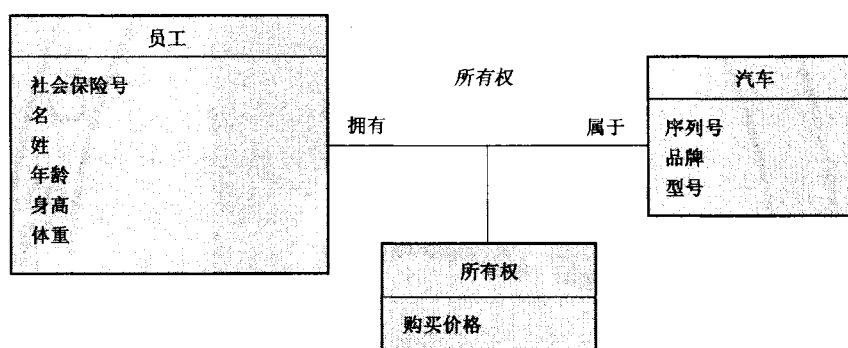 员工
社会保险号
名
姓
年龄
身高
体重
所有权
拥有
属于
汽车
序列号
品牌
型号
所有权
购买价格